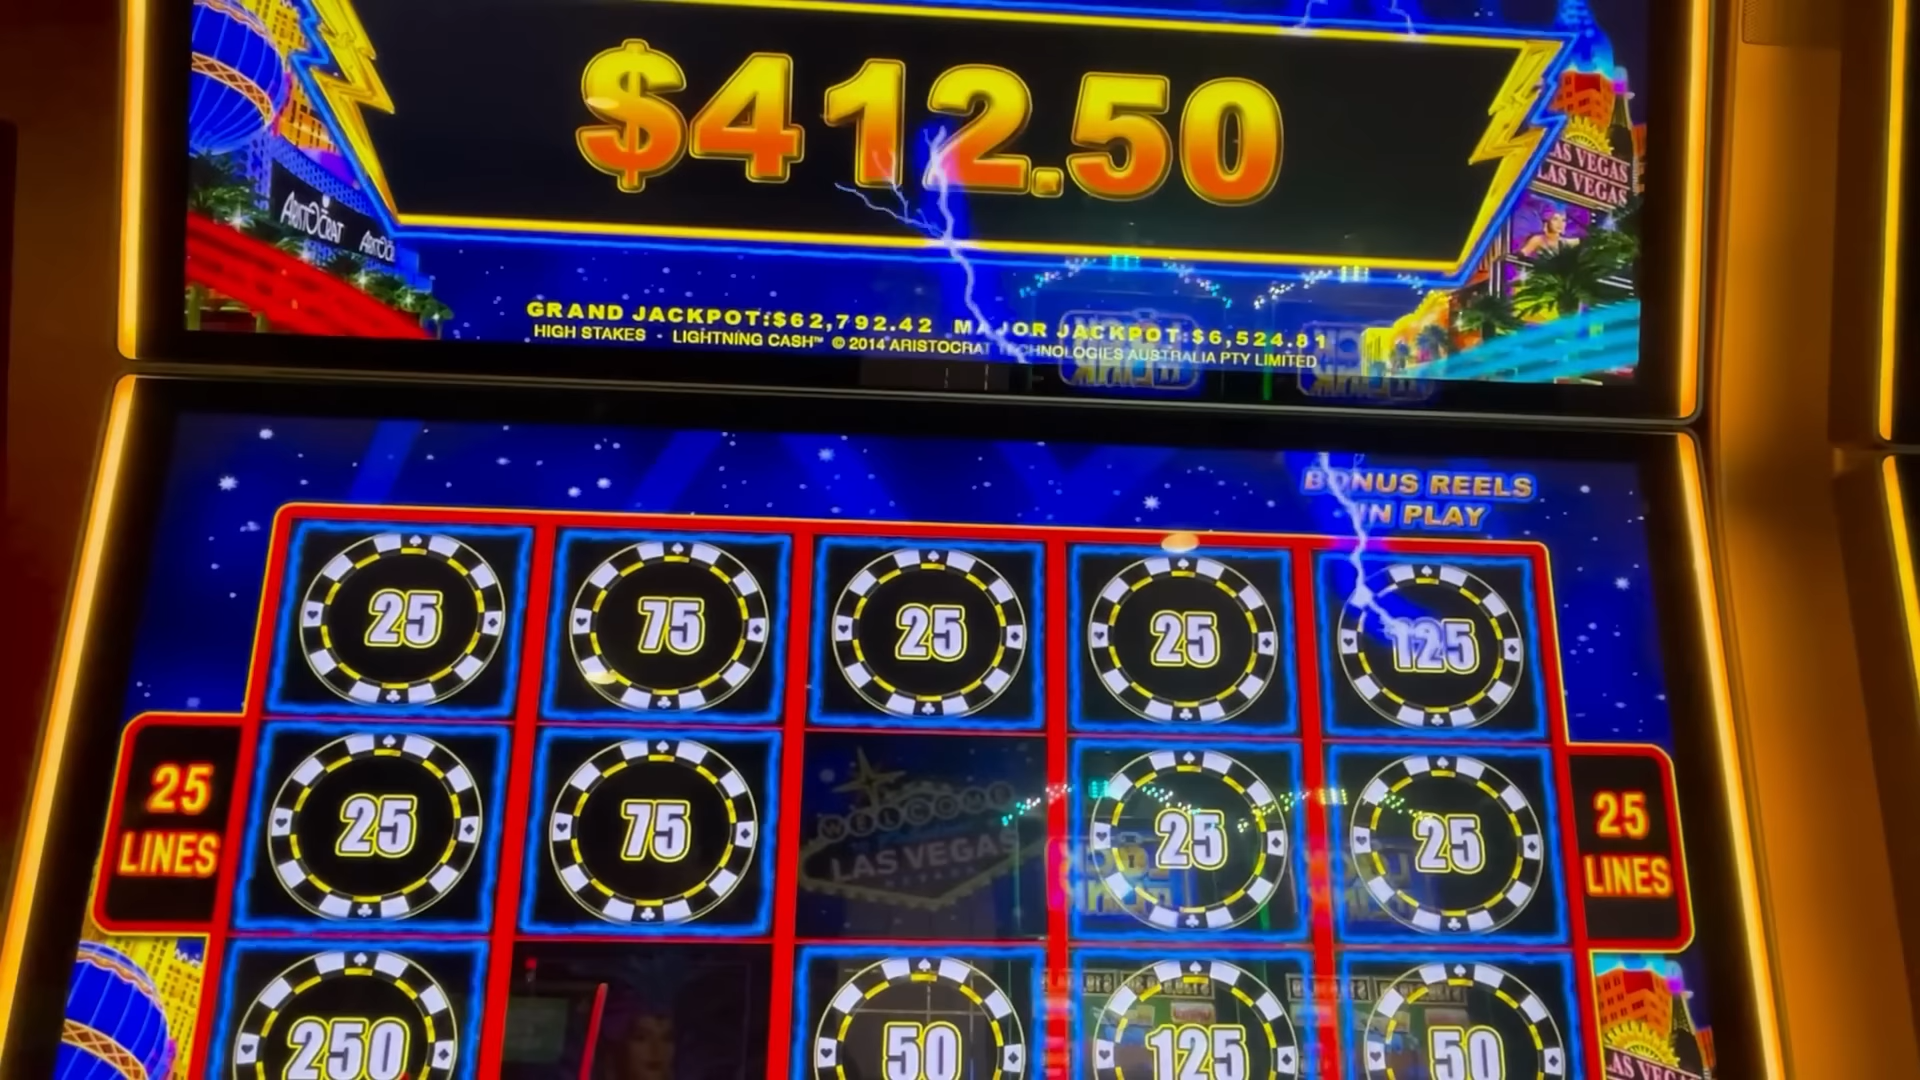 $412.50
ARISTOCRAT
LAS VEGAS
LAS VEGAS
GRAND JACKPOT:$62,792.42 MAJOR JACKPOT:$6,524.81
HIGH STAKES - LIGHTNING CASH™ © 2014 ARISTOCRAT TECHNOLOGIES AUSTRALIA PTY LIMITED
BONUS REELS
IN PLAY
25 75 25 25 125
25
LINES
25 75
WELCOME
LAS VEGAS
25 25
25
LINES
250 50 125 50
LAS VEGAS